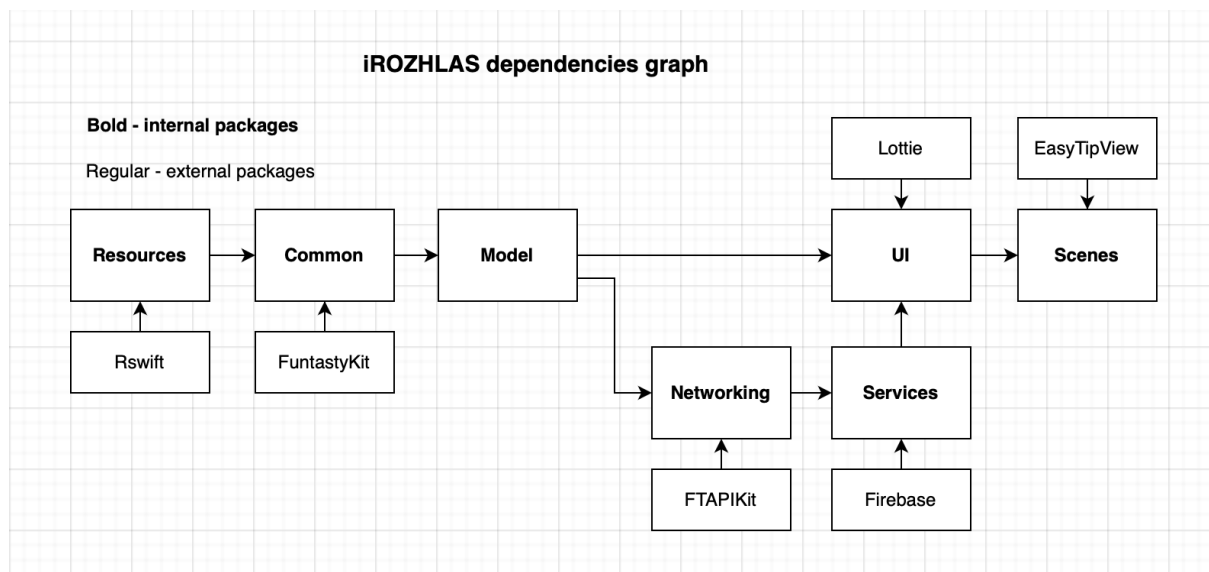 iROZHLAS dependencies graph
Bold - internal packages
Regular - external packages
Lottie
EasyTipView
Resources
Common
Model
UI
Scenes
Rswift
FuntastyKit
Networking
Services
FTAPIKit
Firebase